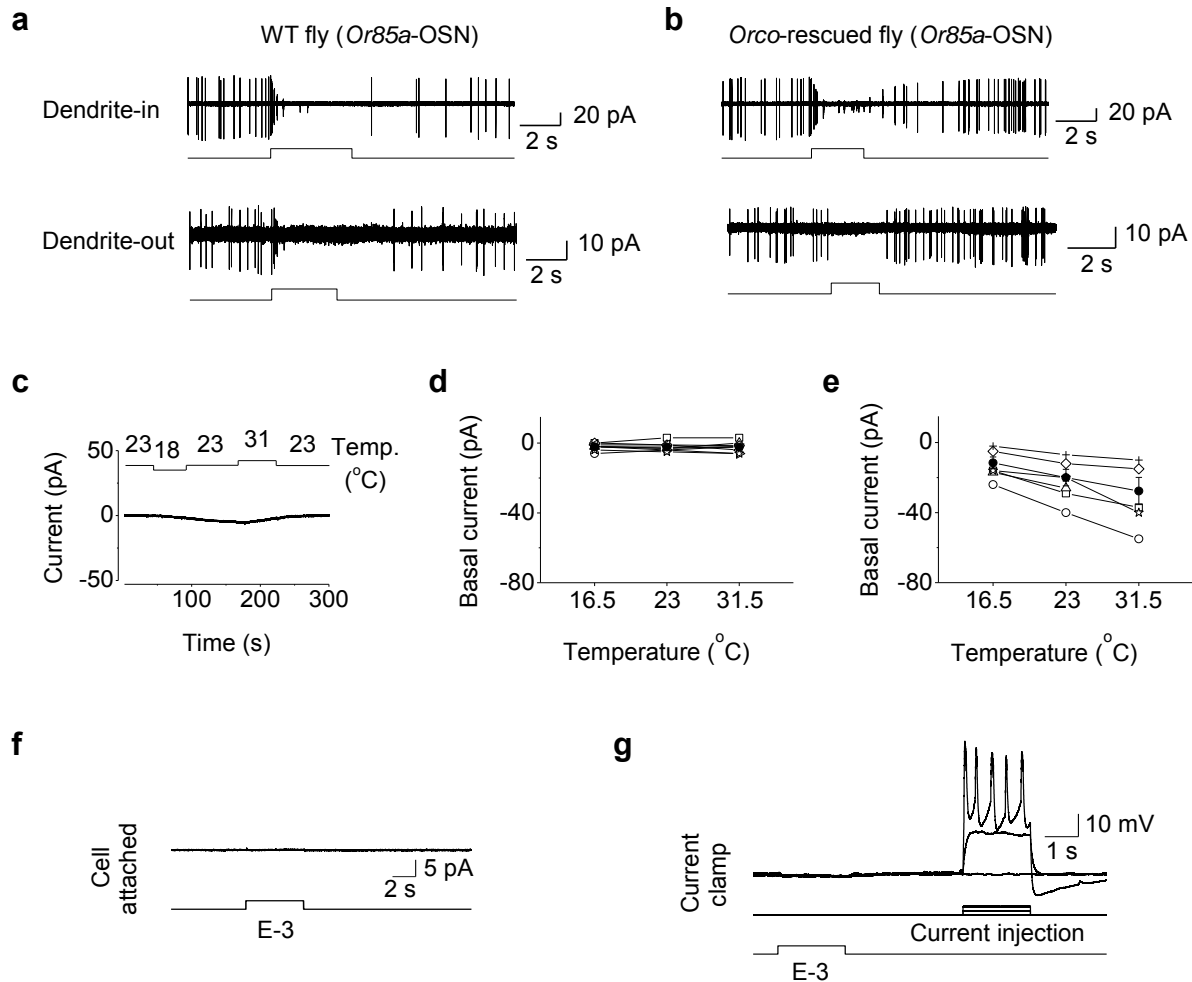 a
WT fly (Or85a-OSN)
Dendrite-in
20 pA
2 s
Dendrite-out
10 pA
2 s
b
Orco-rescued fly (Or85a-OSN)
20 pA
2 s
10 pA
2 s
c
23 18 23 31 23 Temp. (°C)
50
0
-50
Current (pA)
100 200 300
Time (s)
d
0
-40
-80
Basal current (pA)
16.5 23 31.5
Temperature (°C)
e
0
-40
-80
Basal current (pA)
16.5 23 31.5
Temperature (°C)
f
Cell attached
5 pA
2 s
E-3
g
Current clamp
10 mV
1 s
Current injection
E-3